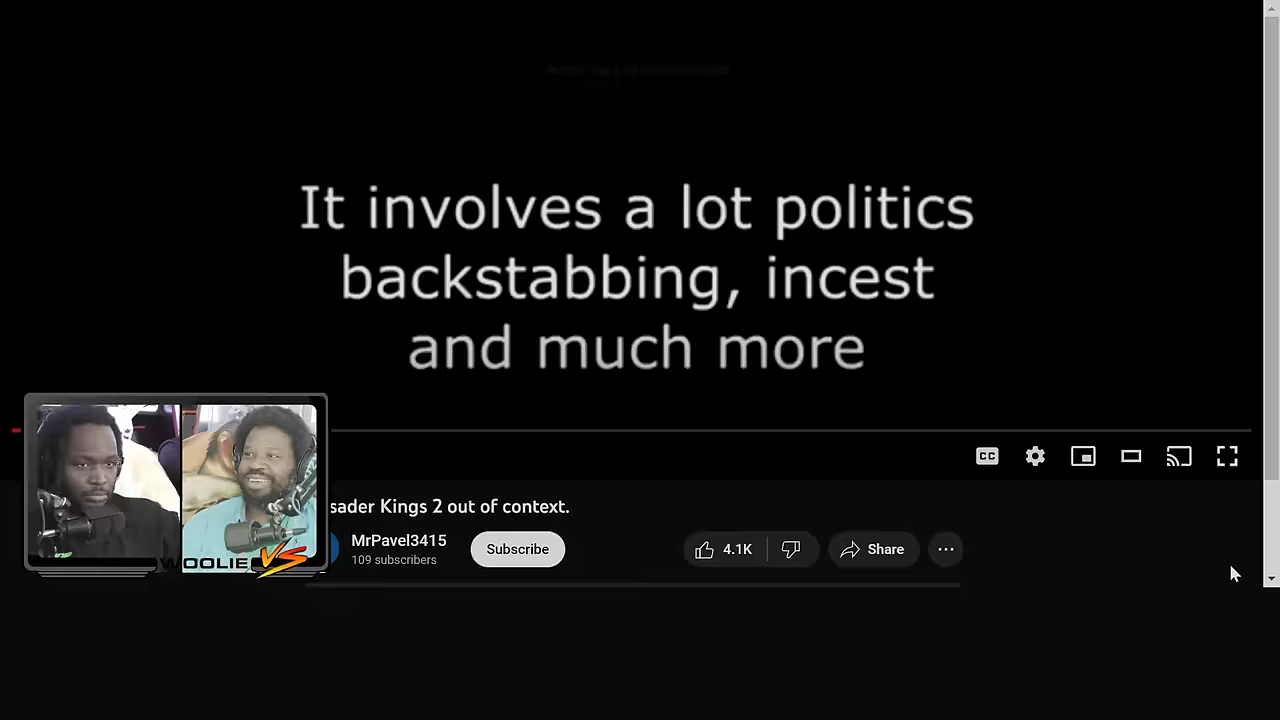 It involves a lot politics
backstabbing, incest
and much more
CC
sader Kings 2 out of context.
MrPavel3415
109 subscribers
Subscribe
4.1K
Share
WOOLIE VS